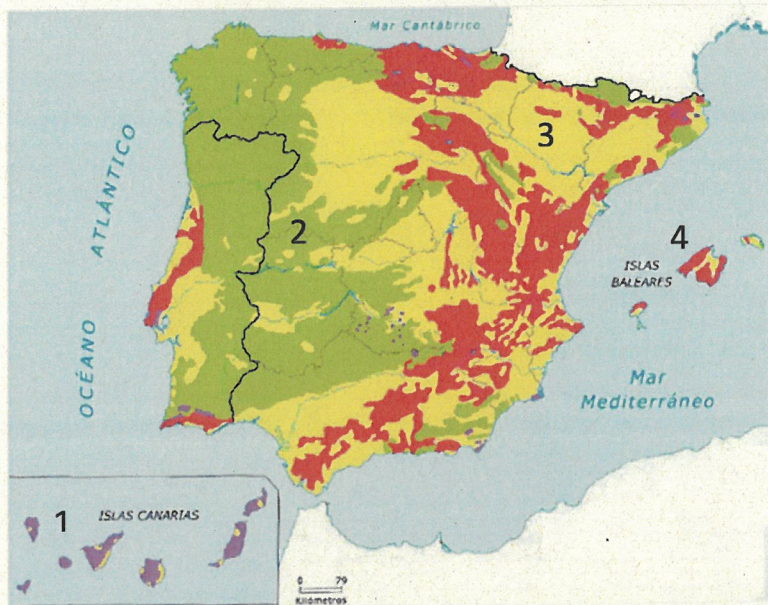 Mar Cantábrico
OCÉANO ATLÁNTICO
3
2
4
ISLAS
BALEARES
Mar
Mediterráneo
1
ISLAS CANARIAS
0 79
Kilómetros